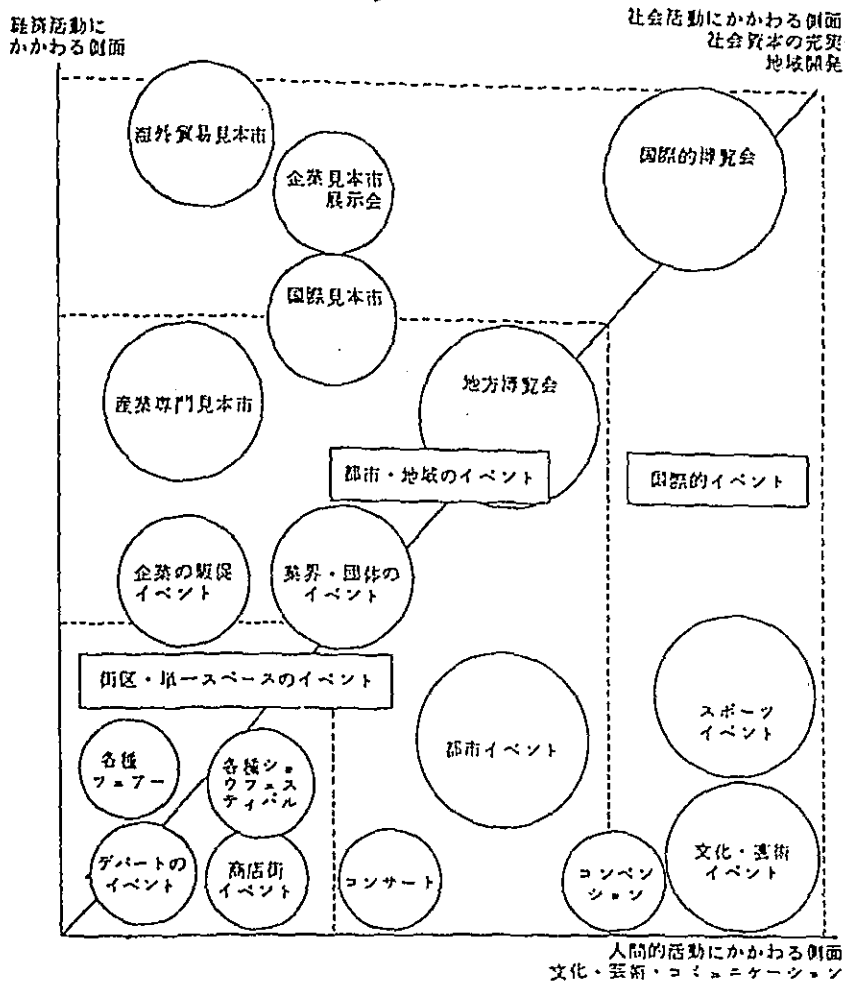 経済活動に
かかわる側面
社会活動にかかわる側面
社会資本の充実
地域開発
海外貿易見本市
企業見本市
展示会
国際的博覧会
国際見本市
産業専門見本市
地方博覧会
都市・地域のイベント
国際的イベント
企業の販促
イベント
業界・団体の
イベント
街区・単一スペースのイベント
スポーツ
イベント
都市イベント
各種
フェアー
各種ショ
ウフェス
ティバル
デパートの
イベント
商店街
イベント
コンサート
コンベン
ション
文化・芸術
イベント
人間的活動にかかわる側面
文化・芸術・コミュニケーション